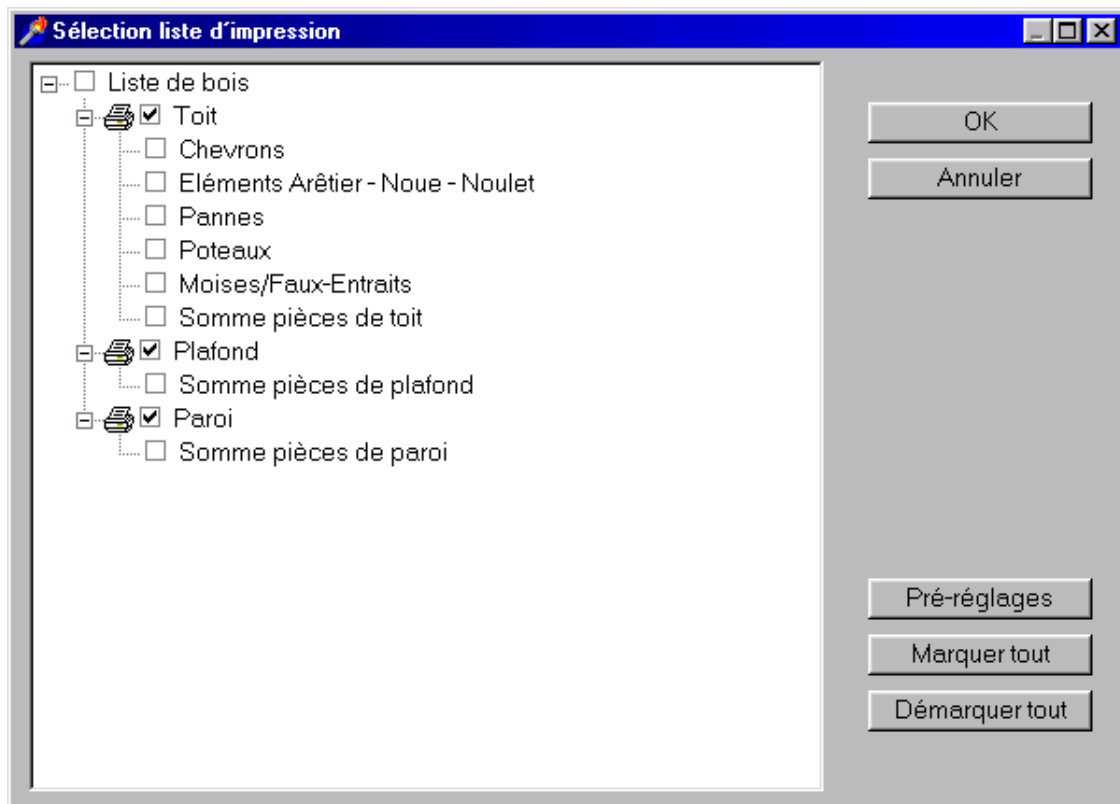 Sélection liste d´impression
Liste de bois
Toit
Chevrons
Eléments Arêtier - Noue - Noulet
Pannes
Poteaux
Moises/Faux-Entraits
Somme pièces de toit
Plafond
Somme pièces de plafond
Paroi
Somme pièces de paroi
OK
Annuler
Pré-réglages
Marquer tout
Démarquer tout